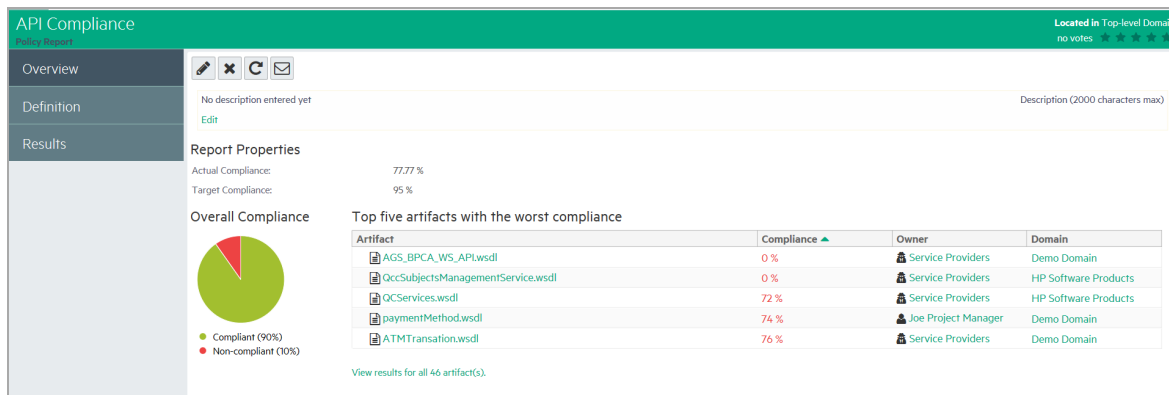 API Compliance
Located in Top-level Domai
Policy Report
no votes
Overview
Definition
Results
No description entered yet
Description (2000 characters max)
Edit
Report Properties
Actual Compliance: 77.77 %
Target Compliance: 95 %
Overall Compliance
Compliant (90%)
Non-compliant (10%)
Top five artifacts with the worst compliance
Artifact Compliance Owner Domain
AGS_BPCA_WS_API.wsdl 0 % Service Providers Demo Domain
QccSubjectsManagementService.wsdl 0 % Service Providers HP Software Products
QCServices.wsdl 72 % Service Providers HP Software Products
paymentMethod.wsdl 74 % Joe Project Manager Demo Domain
ATMTransation.wsdl 76 % Service Providers Demo Domain
View results for all 46 artifact(s).